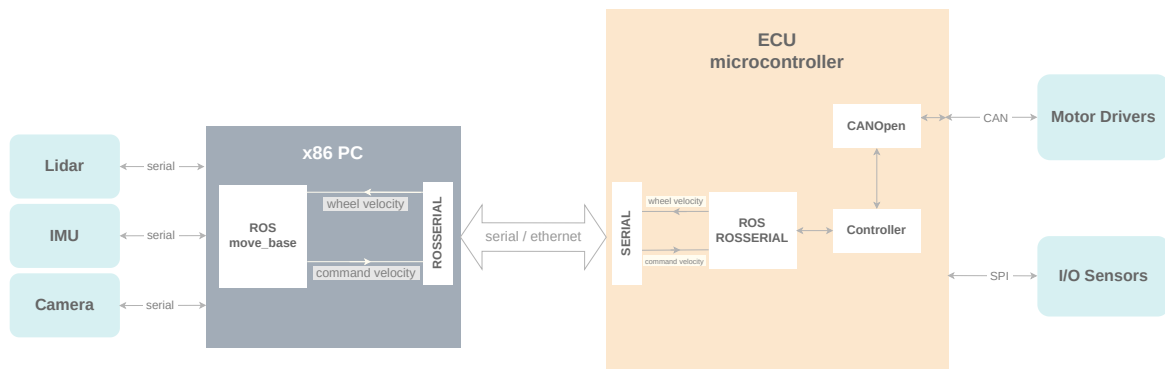 Lidar
serial
IMU
serial
Camera
serial
x86 PC
ROS
move_base
wheel velocity
command velocity
ROSSERIAL
serial / ethernet
ECU
microcontroller
SERIAL
wheel velocity
command velocity
ROS
ROSSERIAL
CANOpen
Controller
CAN
Motor Drivers
SPI
I/O Sensors